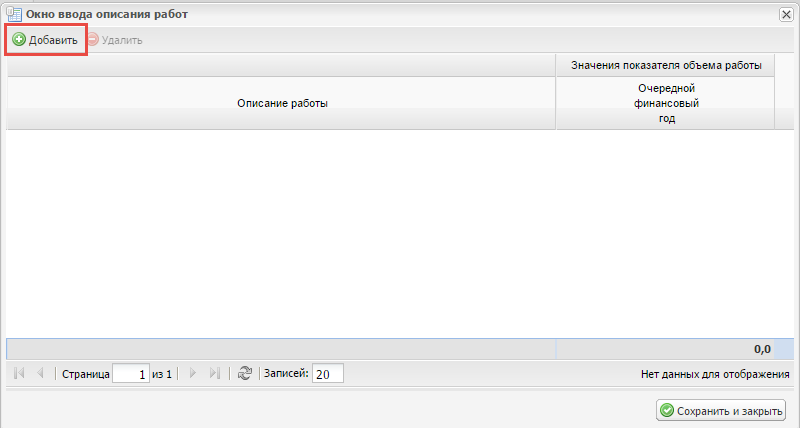 Окно ввода описания работ
Добавить Удалить
Значения показателя объема работы
Описание работы
Очередной
финансовый
год
0,0
Страница 1 из 1 Записей: 20 Нет данных для отображения
Сохранить и закрыть